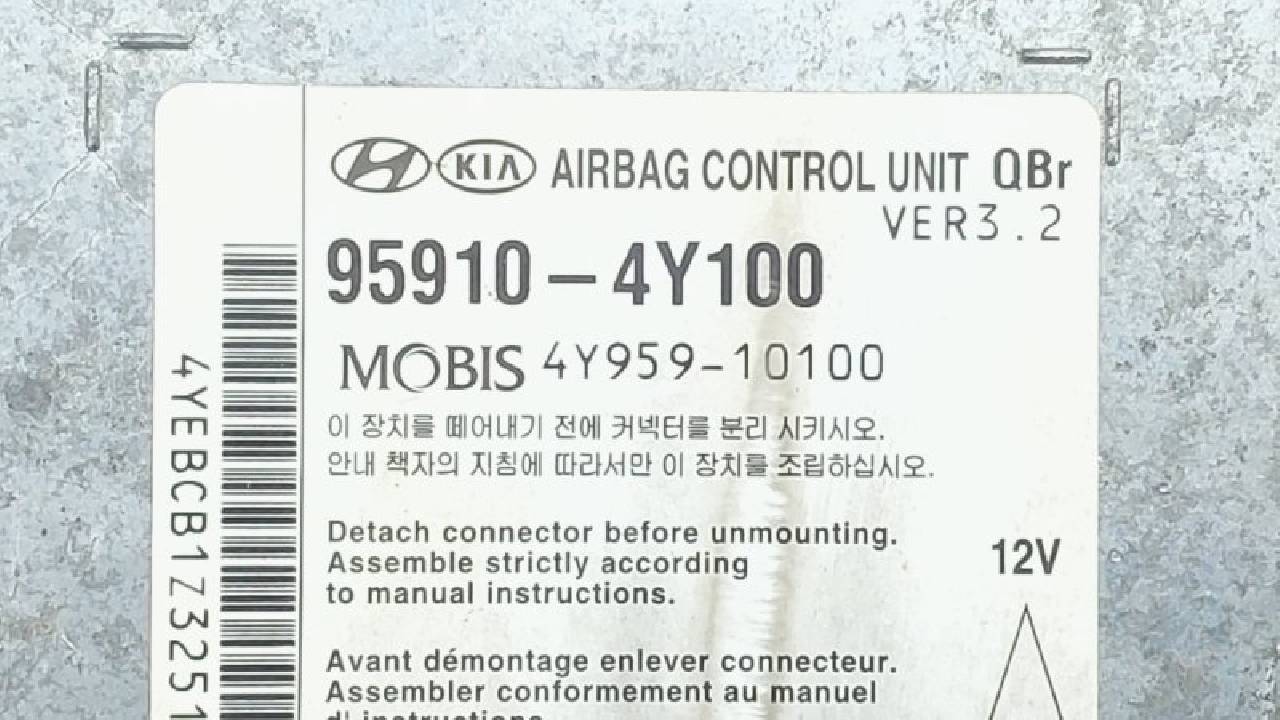 KIA AIRBAG CONTROL UNIT QBr
VER3.2
95910-4Y100
MOBIS 4Y959-10100
이 장치를 떼어내기 전에 커넥터를 분리 시키시오.
안내 책자의 지침에 따라서만 이 장치를 조립하십시오.
Detach connector before unmounting.
Assemble strictly according
to manual instructions.
12V
Avant démontage enlever connecteur.
Assembler conformement au manuel
d'instructions.
4YEBCB1Z3251